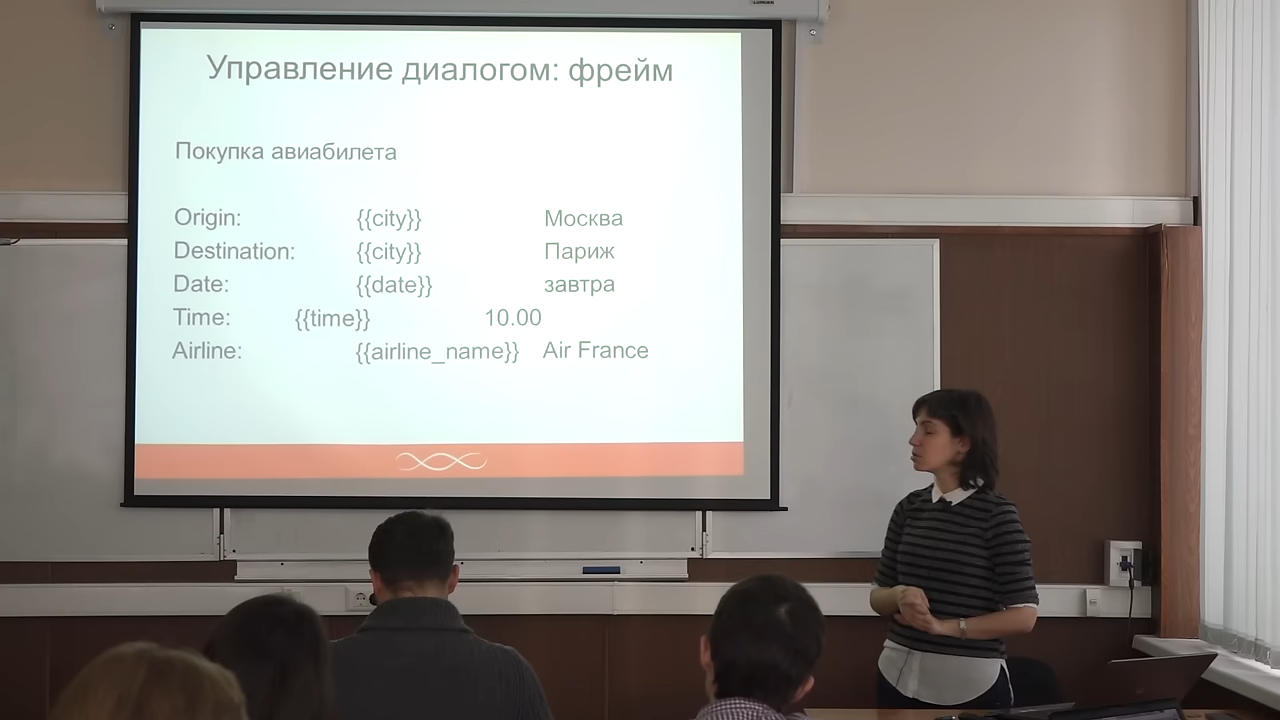 Управление диалогом: фрейм
Покупка авиабилета
Origin: {{city}} Москва
Destination: {{city}} Париж
Date: {{date}} завтра
Time: {{time}} 10.00
Airline: {{airline_name}} Air France